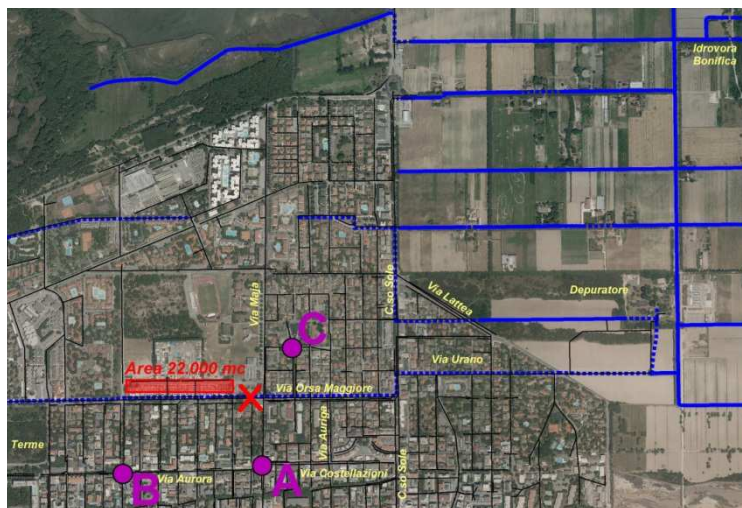 Idrovora
Bonifica
Via Maja
C.so Sole
Via Lattea
Depuratore
C
Via Urano
Area 22.000 mc
Via Orsa Maggiore
X
Terme
Via Auriga
C.so Sole
B
Via Aurora
A
Via Costellazioni